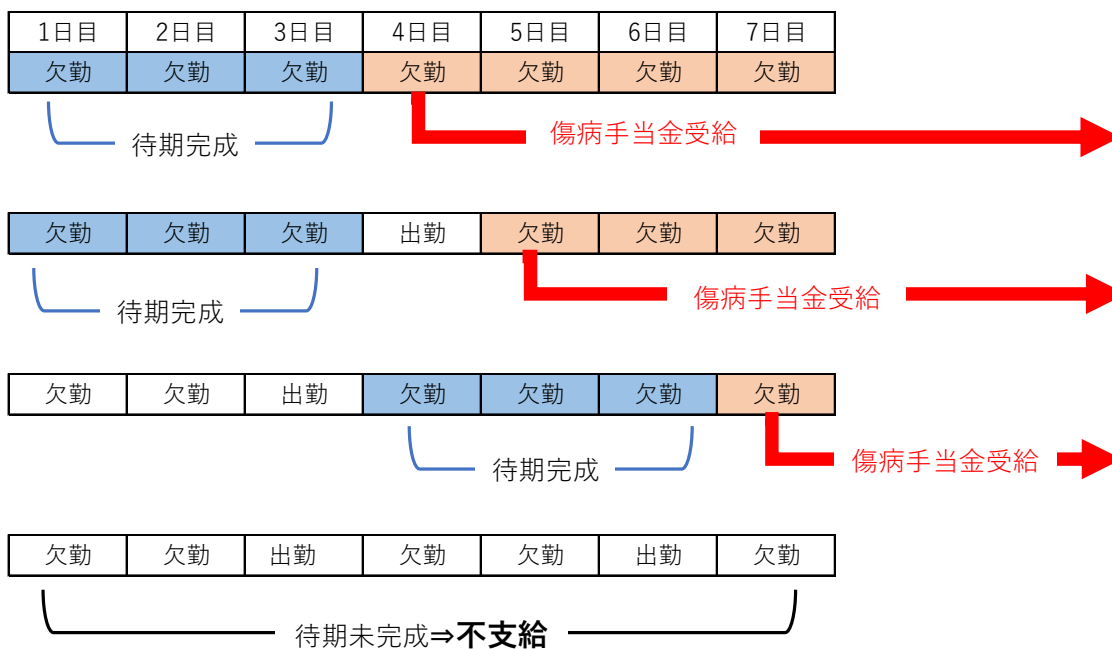 1日目 2日目 3日目 4日目 5日目 6日目 7日目
欠勤 欠勤 欠勤 欠勤 欠勤 欠勤 欠勤
待期完成 傷病手当金受給
欠勤 欠勤 欠勤 出勤 欠勤 欠勤 欠勤
待期完成 傷病手当金受給
欠勤 欠勤 出勤 欠勤 欠勤 欠勤 欠勤
待期完成 傷病手当金受給
欠勤 欠勤 出勤 欠勤 欠勤 出勤 欠勤
待期未完成⇒不支給